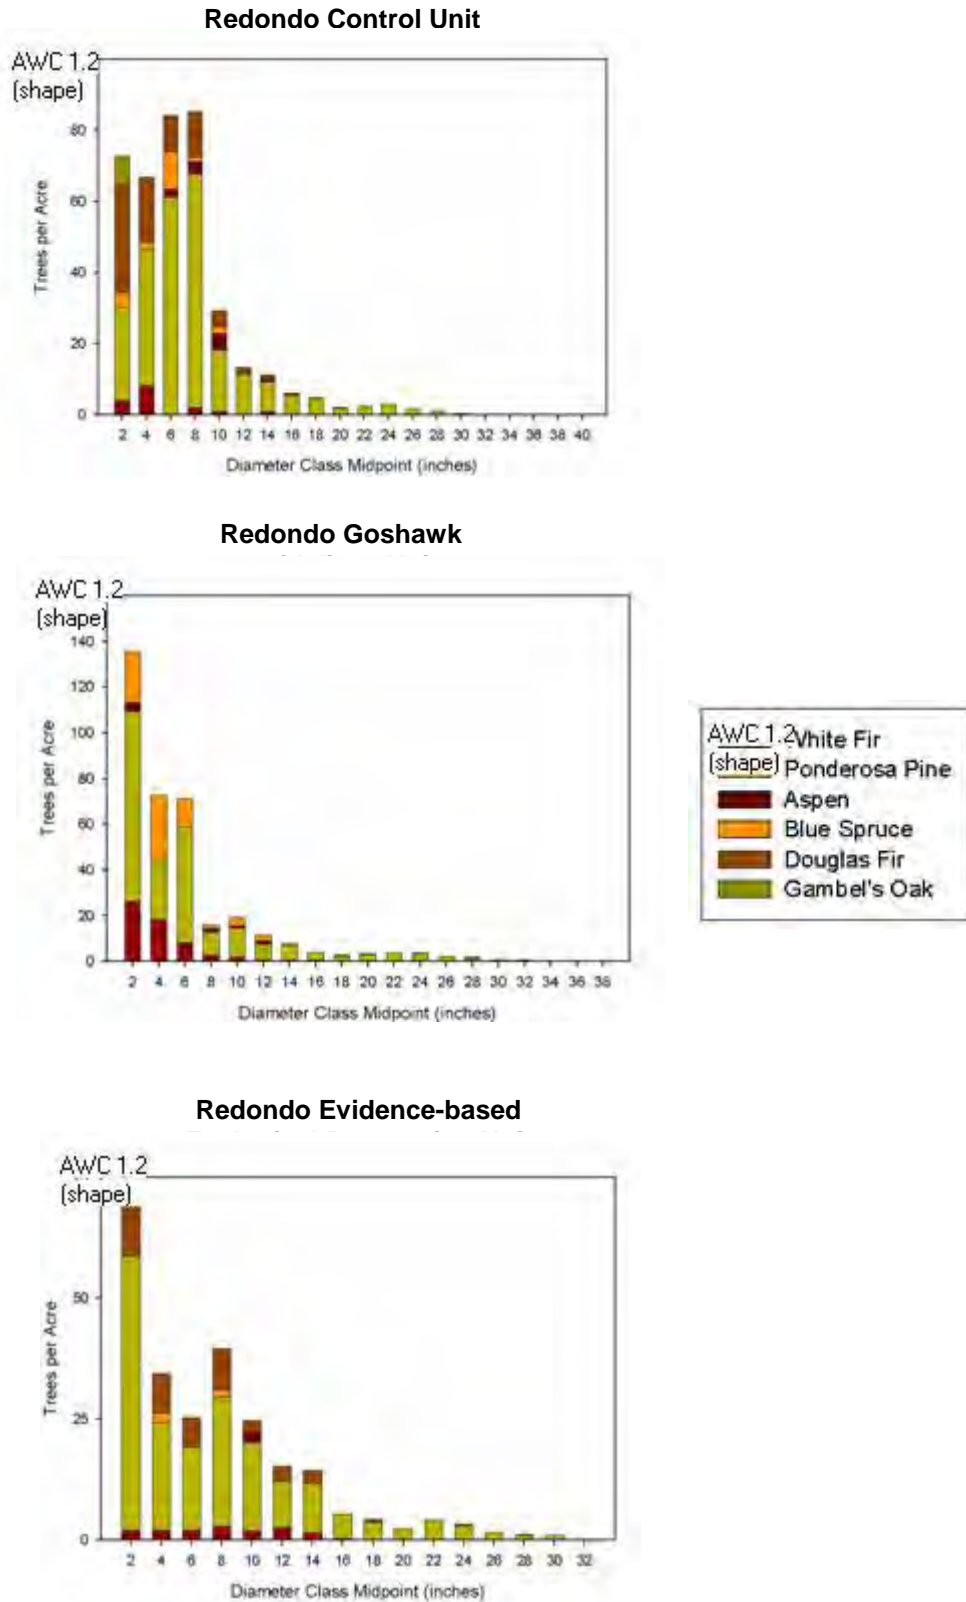 Redondo Control Unit
AWC 1.2
(shape)
80
60
40
20
0
Trees per Acre
2 4 6 8 10 12 14 16 18 20 22 24 26 28 30 32 34 36 38 40
Diameter Class Midpoint (inches)
Redondo Goshawk
AWC 1.2
(shape)
140
120
100
80
60
40
20
0
Trees per Acre
2 4 6 8 10 12 14 16 18 20 22 24 26 28 30 32 34 36 38
Diameter Class Midpoint (inches)
AWC 1.2 White Fir
(shape) Ponderosa Pine
Aspen
Blue Spruce
Douglas Fir
Gambel's Oak
Redondo Evidence-based
AWC 1.2
(shape)
50
25
0
Trees per Acre
2 4 6 8 10 12 14 16 18 20 22 24 26 28 30 32
Diameter Class Midpoint (inches)